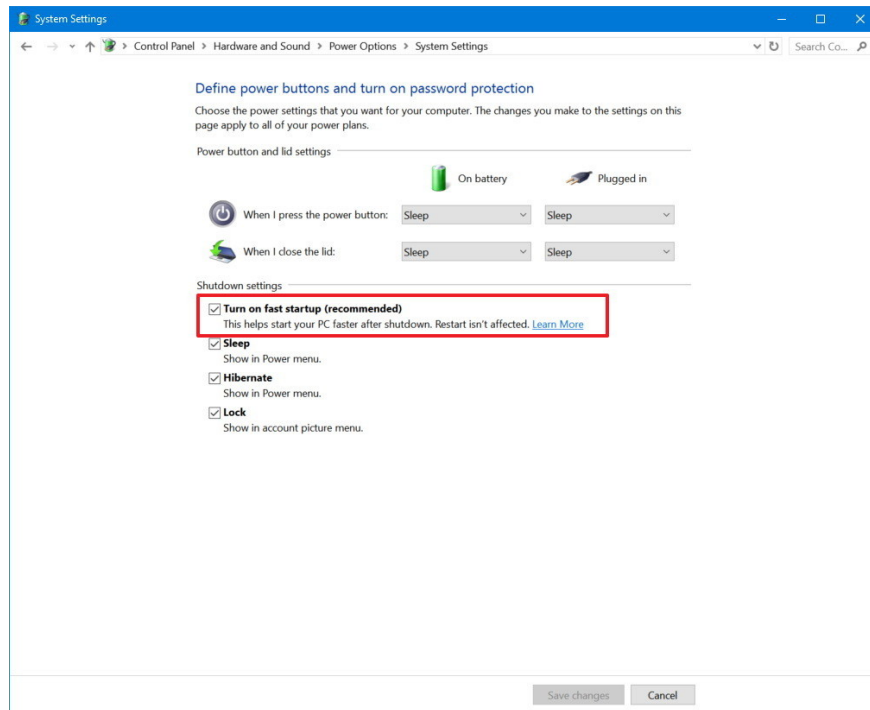 System Settings
Control Panel > Hardware and Sound > Power Options > System Settings
Search Co...
Define power buttons and turn on password protection
Choose the power settings that you want for your computer. The changes you make to the settings on this
page apply to all of your power plans.
Power button and lid settings
On battery
Plugged in
When I press the power button: Sleep Sleep
When I close the lid: Sleep Sleep
Shutdown settings
Turn on fast startup (recommended)
This helps start your PC faster after shutdown. Restart isn't affected. Learn More
Sleep
Show in Power menu.
Hibernate
Show in Power menu.
Lock
Show in account picture menu.
Save changes
Cancel